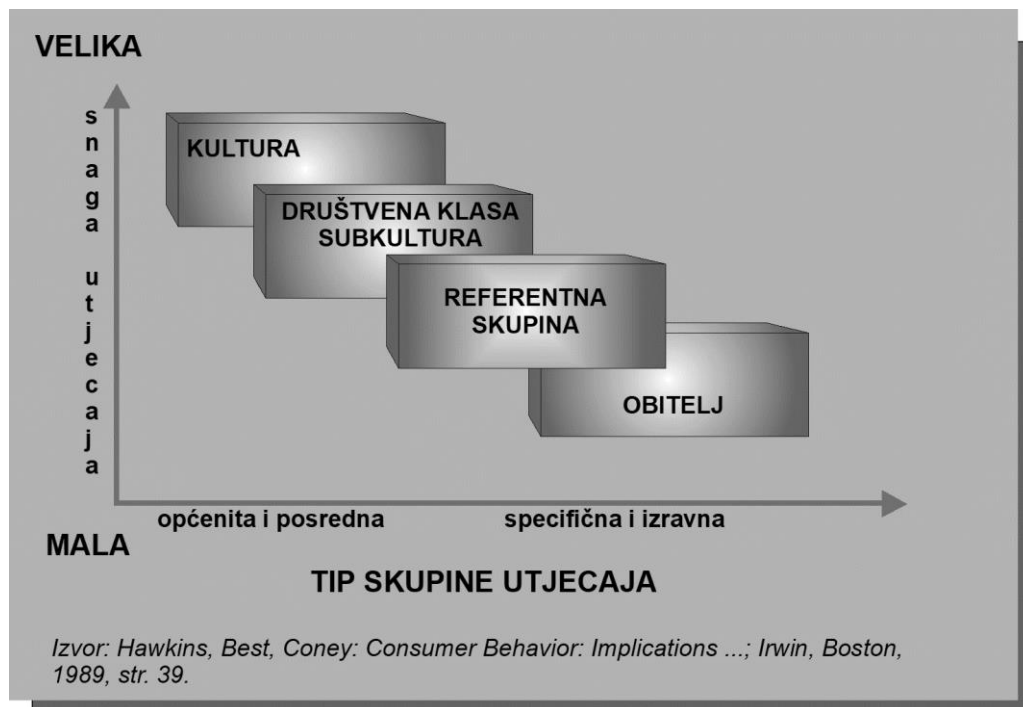 VELIKA
snaga utjecaja
KULTURA
DRUŠTVENA KLASA
SUBKULTURA
REFERENTNA
SKUPINA
OBITELJ
općenita i posredna
specifična i izravna
MALA
TIP SKUPINE UTJECAJA
Izvor: Hawkins, Best, Coney: Consumer Behavior: Implications ...; Irwin, Boston,
1989, str. 39.